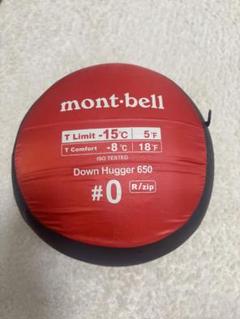 mont-bell
T Limit -15℃ 5°F
T Comfort -8℃ 18°F
ISO TESTED
Down Hugger 650
#0 R/zip